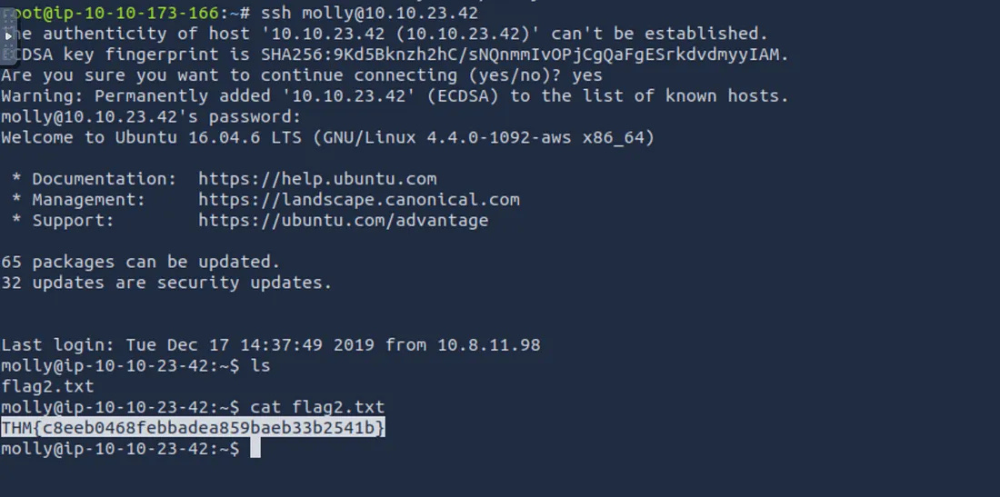 root@ip-10-10-173-166:~# ssh molly@10.10.23.42
he authenticity of host '10.10.23.42 (10.10.23.42)' can't be established.
ECDSA key fingerprint is SHA256:9Kd5Bknzh2hC/sNQnmmIvOPjCgQaFgESrkdvdmyyIAM.
Are you sure you want to continue connecting (yes/no)? yes
Warning: Permanently added '10.10.23.42' (ECDSA) to the list of known hosts.
molly@10.10.23.42's password:
Welcome to Ubuntu 16.04.6 LTS (GNU/Linux 4.4.0-1092-aws x86_64)
* Documentation:  https://help.ubuntu.com
* Management:     https://landscape.canonical.com
* Support:        https://ubuntu.com/advantage
65 packages can be updated.
32 updates are security updates.
Last login: Tue Dec 17 14:37:49 2019 from 10.8.11.98
molly@ip-10-10-23-42:~$ ls
flag2.txt
molly@ip-10-10-23-42:~$ cat flag2.txt
THM{c8eeb0468febbadea859baeb33b2541b}
molly@ip-10-10-23-42:~$